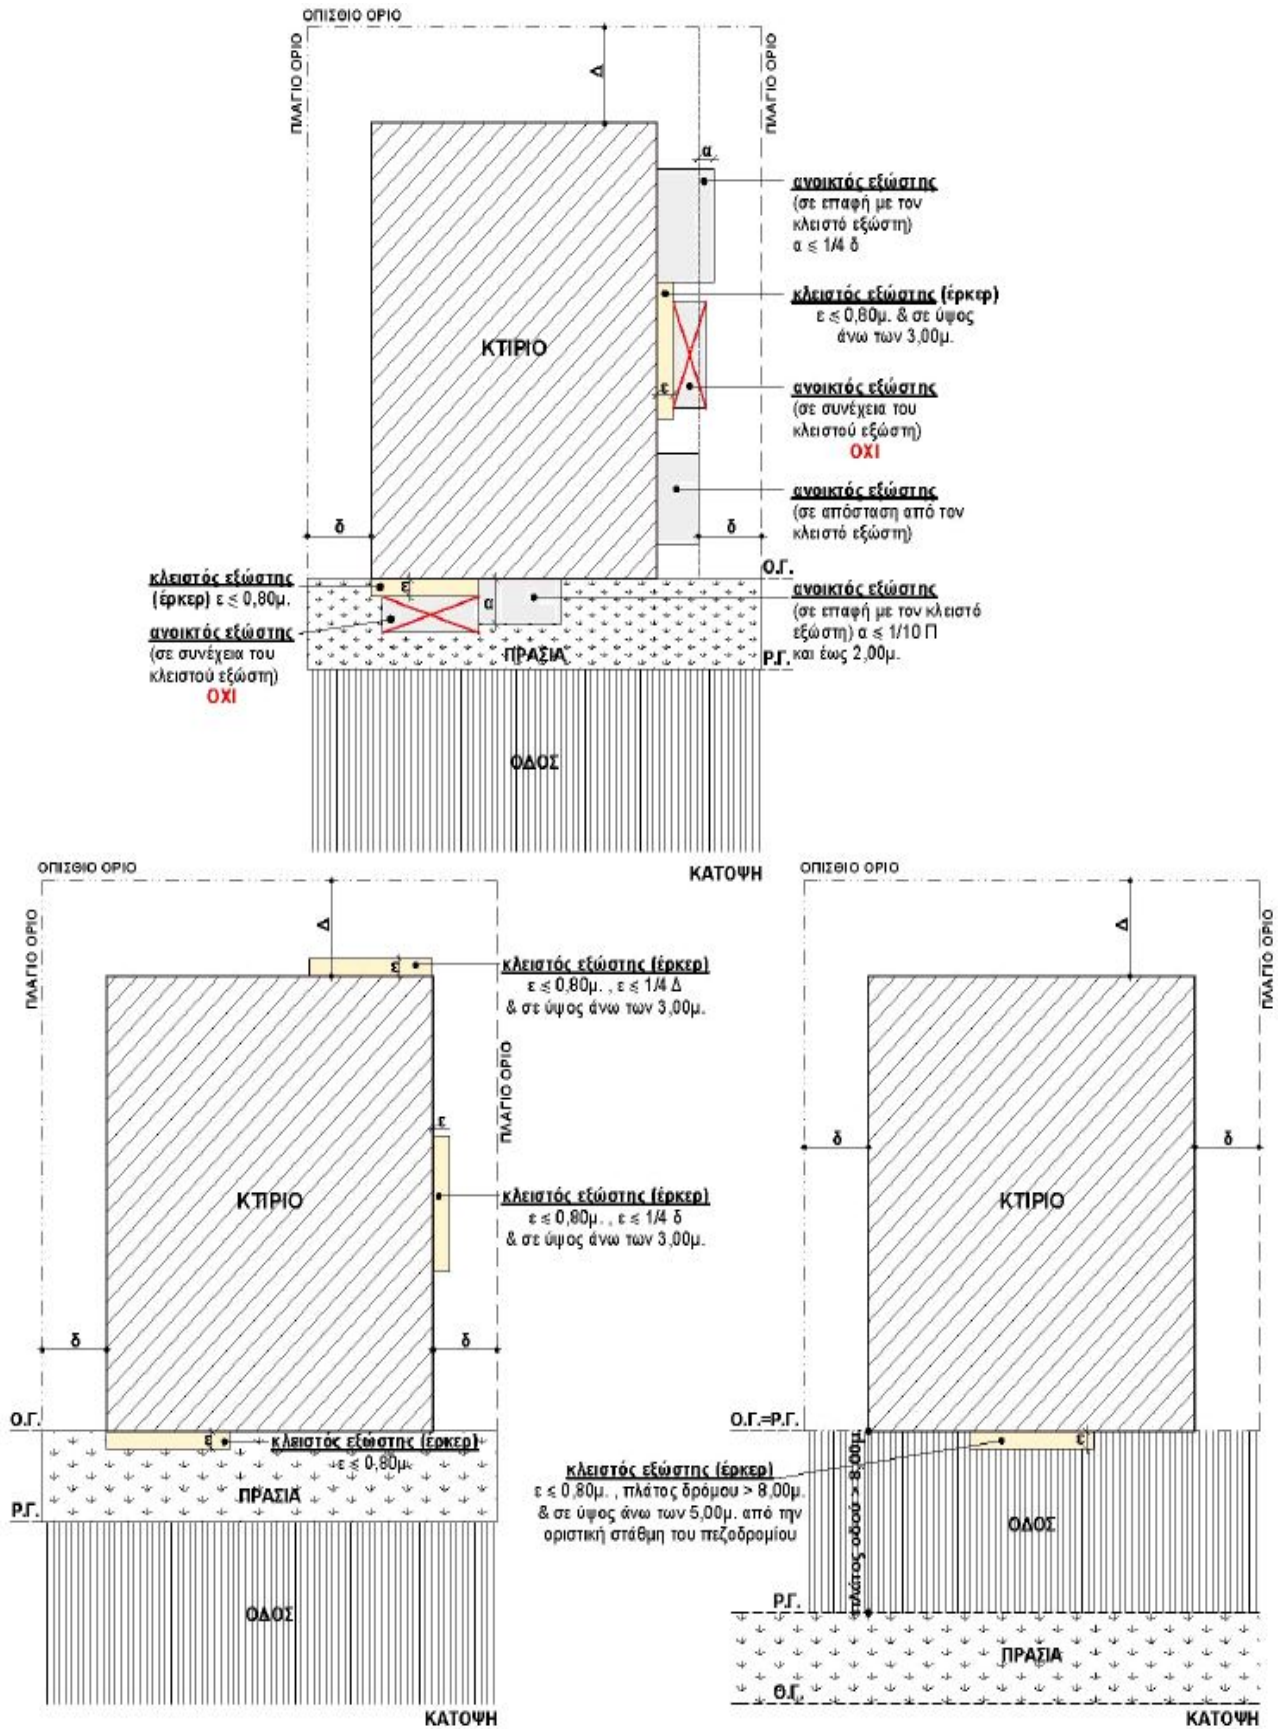 ΟΠΙΣΘΙΟ ΟΡΙΟ
ΠΛΑΓΙΟ ΟΡΙΟ
ΠΛΑΓΙΟ ΟΡΙΟ
Δ
α
ανοικτός εξώστης
(σε επαφή με τον
κλειστό εξώστη)
α ≤ 1/4 δ
κλειστός εξώστης (έρκερ)
ε ≤ 0,80μ. & σε ύψος
άνω των 3,00μ.
ΚΤΙΡΙΟ
ε
ανοικτός εξώστης
(σε συνέχεια του
κλειστού εξώστη)
ΟΧΙ
ανοικτός εξώστης
(σε απόσταση από τον
κλειστό εξώστη)
δ
δ
Ο.Γ.
κλειστός εξώστης
(έρκερ) ε ≤ 0,80μ.
ε
α
ανοικτός εξώστης
(σε επαφή με τον κλειστό
εξώστη) α ≤ 1/10 Π
και έως 2,00μ.
ανοικτός εξώστης
(σε συνέχεια του
κλειστού εξώστη)
ΟΧΙ
ΠΡΑΣΙΑ
Ρ.Γ.
ΟΔΟΣ
ΚΑΤΟΨΗ
ΟΠΙΣΘΙΟ ΟΡΙΟ
ΠΛΑΓΙΟ ΟΡΙΟ
Δ
ε
κλειστός εξώστης (έρκερ)
ε ≤ 0,80μ. , ε ≤ 1/4 Δ
& σε ύψος άνω των 3,00μ.
ΠΛΑΓΙΟ ΟΡΙΟ
ε
ΚΤΙΡΙΟ
κλειστός εξώστης (έρκερ)
ε ≤ 0,80μ. , ε ≤ 1/4 δ
& σε ύψος άνω των 3,00μ.
δ
δ
Ο.Γ.
ε
κλειστός εξώστης (έρκερ)
ε ≤ 0,80μ.
ΠΡΑΣΙΑ
Ρ.Γ.
ΟΔΟΣ
ΚΑΤΟΨΗ
ΟΠΙΣΘΙΟ ΟΡΙΟ
ΠΛΑΓΙΟ ΟΡΙΟ
ΠΛΑΓΙΟ ΟΡΙΟ
Δ
δ
δ
ΚΤΙΡΙΟ
Ο.Γ.=Ρ.Γ.
ε
κλειστός εξώστης (έρκερ)
ε ≤ 0,80μ. , πλάτος δρόμου > 8,00μ.
& σε ύψος άνω των 5,00μ. από την
οριστική στάθμη του πεζοδρομίου
πλάτος οδού > 8,00μ.
ΟΔΟΣ
Ρ.Γ.
ΠΡΑΣΙΑ
Ο.Γ.
ΚΑΤΟΨΗ